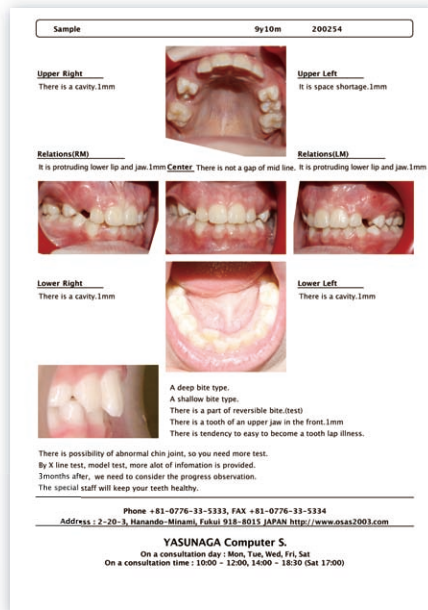 Sample 9y10m 200254
Upper Right
There is a cavity.1mm
Upper Left
It is space shortage.1mm
Relations(RM)
It is protruding lower lip and jaw.1mm
Center There is not a gap of mid line.
Relations(LM)
It is protruding lower lip and jaw.1mm
Lower Right
There is a cavity.1mm
Lower Left
There is a cavity.1mm
A deep bite type.
A shallow bite type.
There is a part of reversible bite.(test)
There is a tooth of an upper jaw in the front.1mm
There is tendency to easy to become a tooth lap illness.
There is possibility of abnormal chin joint, so you need more test.
By X line test, model test, more alot of infomation is provided.
3months after, we need to consider the progress observation.
The special staff will keep your teeth healthy.
Phone +81-0776-33-5333, FAX +81-0776-33-5334
Address : 2-20-3, Hanando-Minami, Fukui 918-8015 JAPAN http://www.osas2003.com
YASUNAGA Computer S.
On a consultation day : Mon, Tue, Wed, Fri, Sat
On a consultation time : 10:00 - 12:00, 14:00 - 18:30 (Sat 17:00)